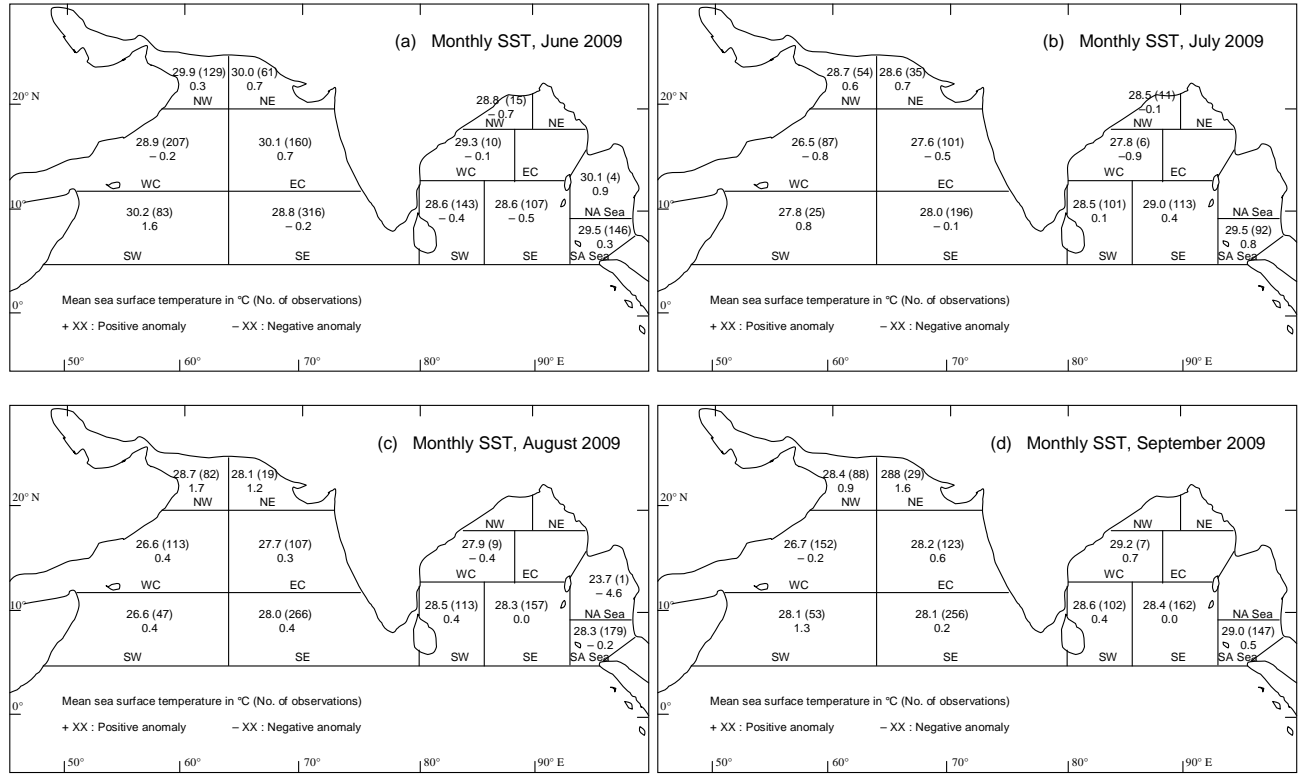 (a) Monthly SST, June 2009
29.9 (129) 30.0 (61)
0.3 0.7
NW NE
20° N
28.8 (15)
– 0.7
NW NE
28.9 (207) 30.1 (160) 29.3 (10)
– 0.2 0.7 – 0.1
WC EC WC EC
30.1 (4)
0.9
NA Sea
10°
30.2 (83) 28.8 (316) 28.6 (143) 28.6 (107)
1.6 – 0.2 – 0.4 – 0.5
29.5 (146)
0.3
SW SE SW SE SA Sea
0°
Mean sea surface temperature in °C (No. of observations)
+ XX : Positive anomaly – XX : Negative anomaly
50° 60° 70° 80° 90° E
(b) Monthly SST, July 2009
28.7 (54) 28.6 (35)
0.6 0.7
NW NE
20° N
28.5 (11)
–0.1
NW NE
26.5 (87) 27.6 (101) 27.8 (6)
– 0.8 – 0.5 –0.9
WC EC WC EC
NA Sea
10°
27.8 (25) 28.0 (196) 28.5 (101) 29.0 (113)
0.8 – 0.1 0.1 0.4
29.5 (92)
0.8
SW SE SW SE SA Sea
0°
Mean sea surface temperature in °C (No. of observations)
+ XX : Positive anomaly – XX : Negative anomaly
50° 60° 70° 80° 90° E
(c) Monthly SST, August 2009
28.7 (82) 28.1 (19)
1.7 1.2
NW NE
20° N
NW NE
26.6 (113) 27.7 (107) 27.9 (9)
0.4 0.3 – 0.4
WC EC WC EC
23.7 (1)
– 4.6
NA Sea
10°
26.6 (47) 28.0 (266) 28.5 (113) 28.3 (157)
0.4 0.4 0.4 0.0
28.3 (179)
– 0.2
SW SE SW SE SA Sea
0°
Mean sea surface temperature in °C (No. of observations)
+ XX : Positive anomaly – XX : Negative anomaly
50° 60° 70° 80° 90° E
(d) Monthly SST, September 2009
28.4 (88) 288 (29)
0.9 1.6
NW NE
20° N
NW NE
26.7 (152) 28.2 (123) 29.2 (7)
– 0.2 0.6 0.7
WC EC WC EC
NA Sea
10°
28.1 (53) 28.1 (256) 28.6 (102) 28.4 (162)
1.3 0.2 0.4 0.0
29.0 (147)
0.5
SW SE SW SE SA Sea
0°
Mean sea surface temperature in °C (No. of observations)
+ XX : Positive anomaly – XX : Negative anomaly
50° 60° 70° 80° 90° E